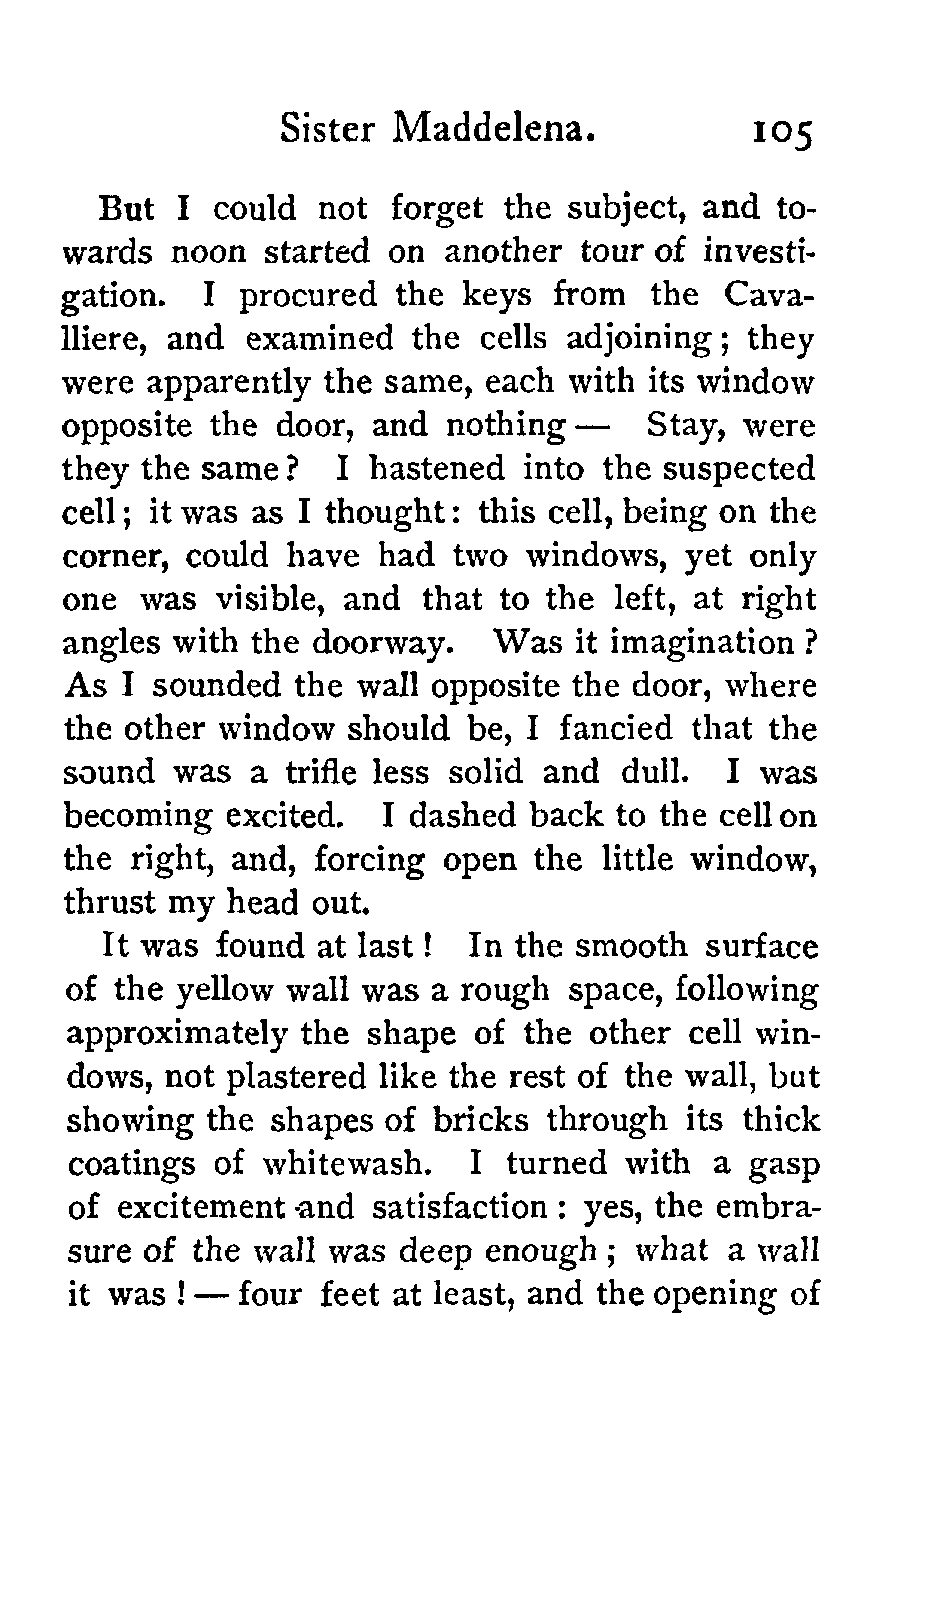 Sister Maddelena. 105
But I could not forget the subject, and to-
wards noon started on another tour of investi-
gation. I procured the keys from the Cava-
lliere, and examined the cells adjoining; they
were apparently the same, each with its window
opposite the door, and nothing — Stay, were
they the same? I hastened into the suspected
cell; it was as I thought: this cell, being on the
corner, could have had two windows, yet only
one was visible, and that to the left, at right
angles with the doorway. Was it imagination?
As I sounded the wall opposite the door, where
the other window should be, I fancied that the
sound was a trifle less solid and dull. I was
becoming excited. I dashed back to the cell on
the right, and, forcing open the little window,
thrust my head out.
It was found at last! In the smooth surface
of the yellow wall was a rough space, following
approximately the shape of the other cell win-
dows, not plastered like the rest of the wall, but
showing the shapes of bricks through its thick
coatings of whitewash. I turned with a gasp
of excitement and satisfaction: yes, the embra-
sure of the wall was deep enough; what a wall
it was! — four feet at least, and the opening of